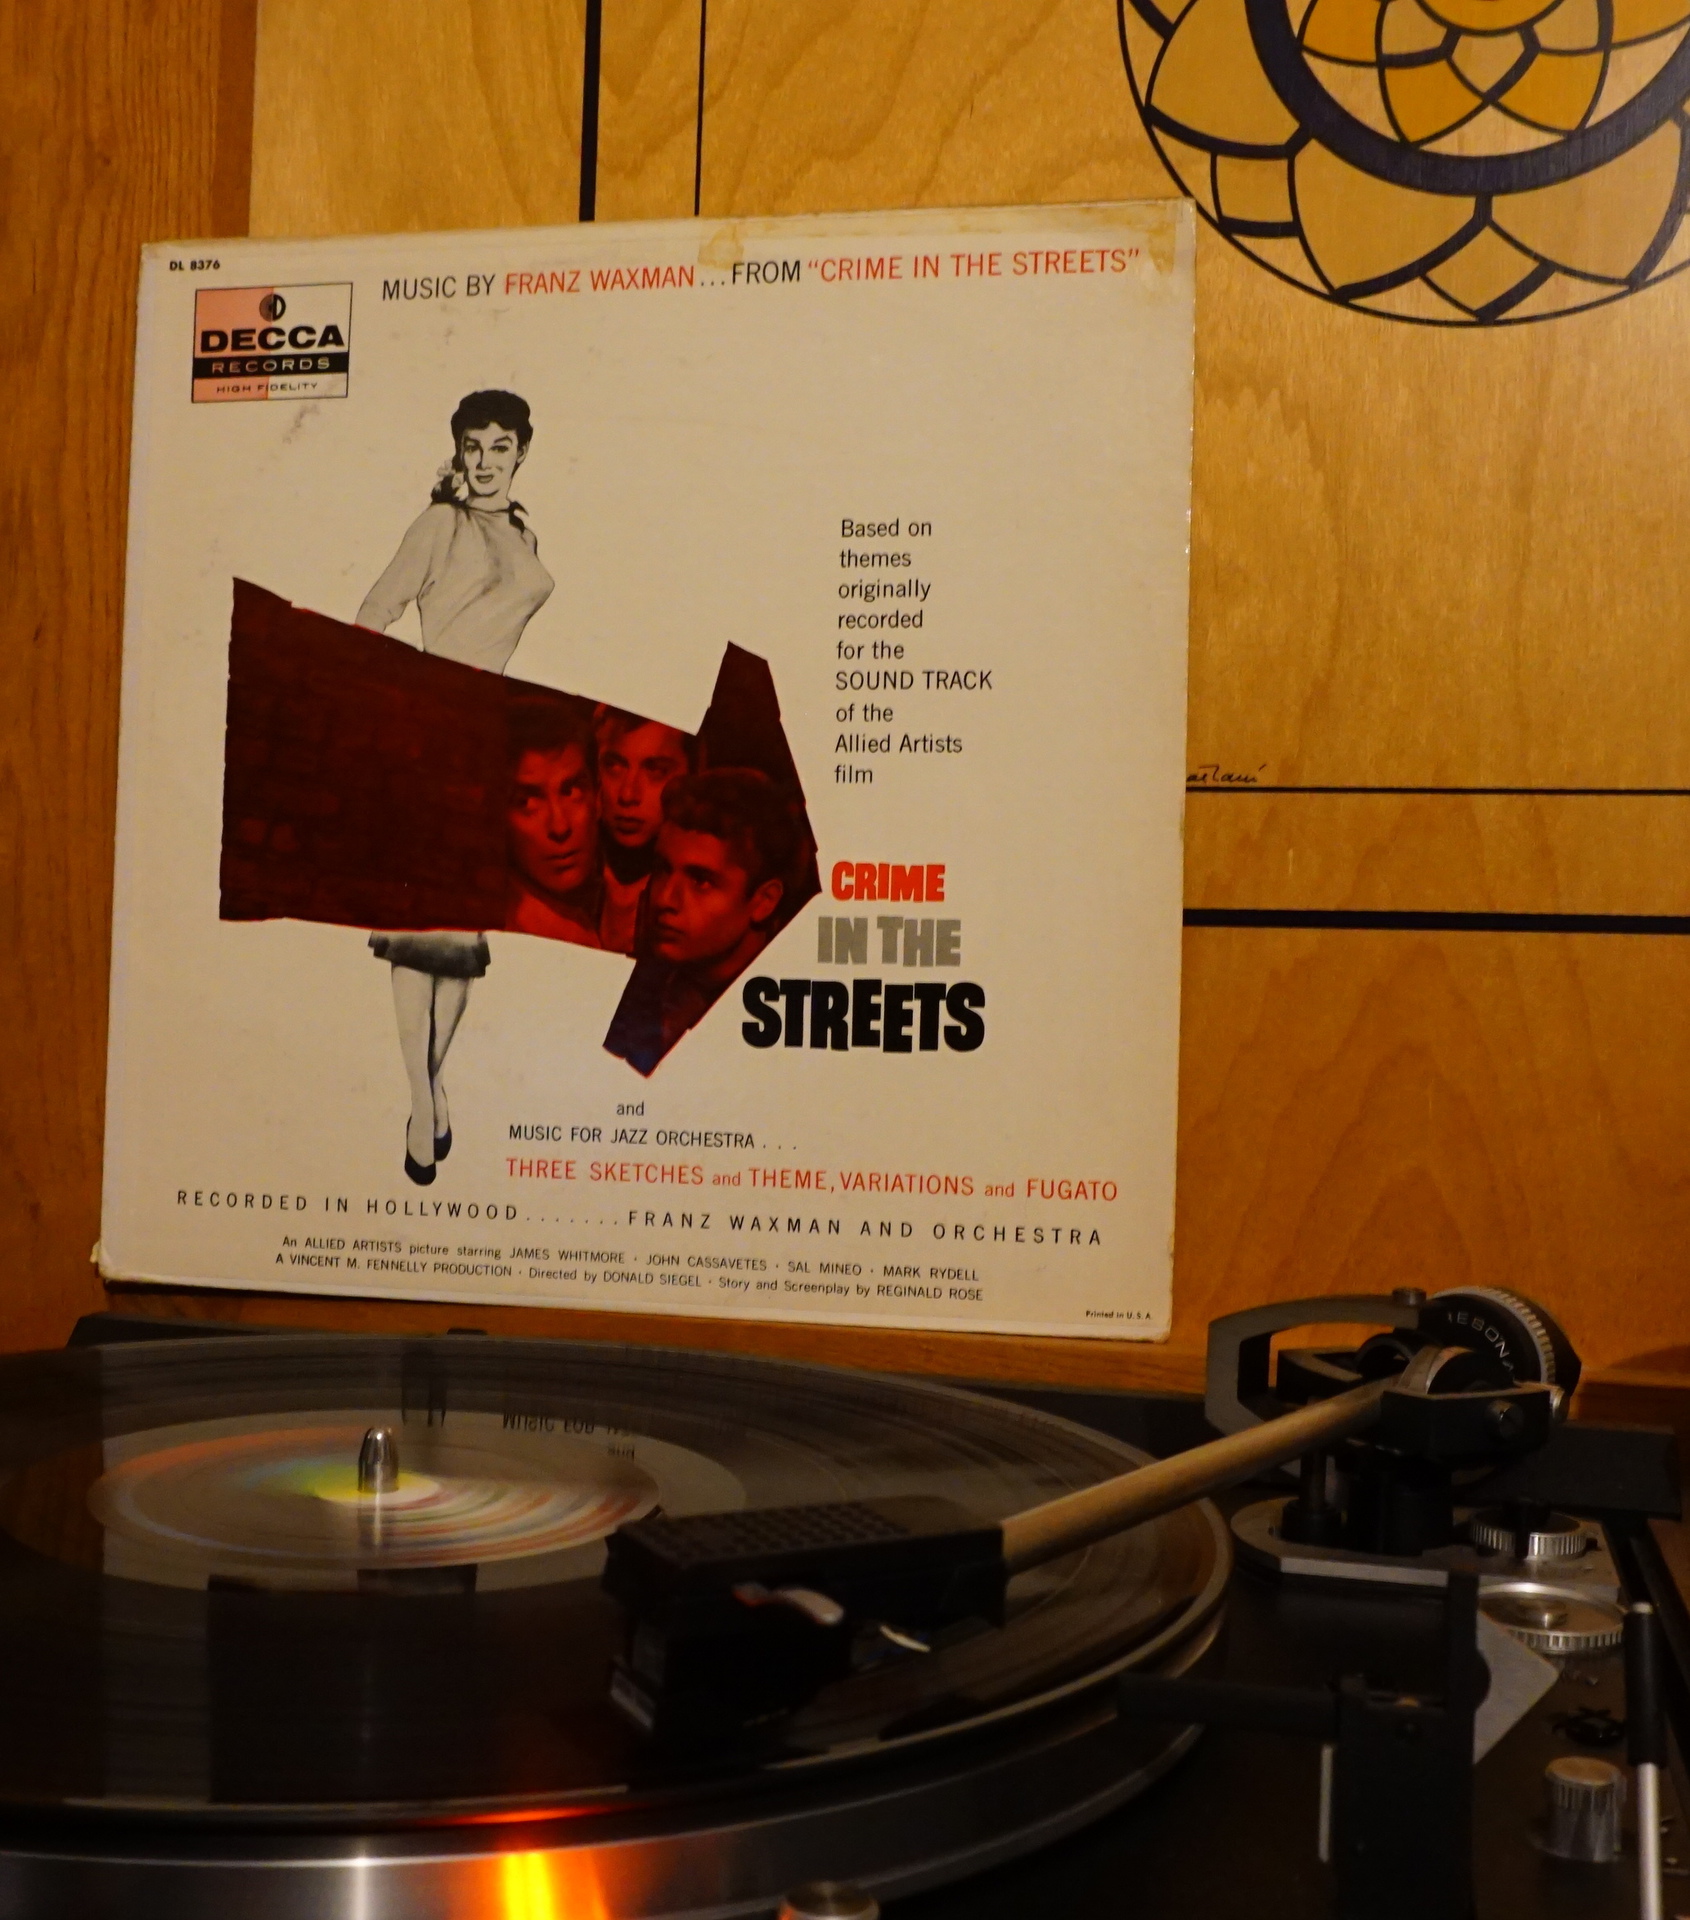 DL 8376
MUSIC BY FRANZ WAXMAN...FROM "CRIME IN THE STREETS"
DECCA
RECORDS
HIGH FIDELITY
Based on
themes
originally
recorded
for the
SOUND TRACK
of the
Allied Artists
film
CRIME
IN THE
STREETS
and
MUSIC FOR JAZZ ORCHESTRA . . .
THREE SKETCHES and THEME, VARIATIONS and FUGATO
RECORDED IN HOLLYWOOD.......FRANZ WAXMAN AND ORCHESTRA
An ALLIED ARTISTS picture starring JAMES WHITMORE · JOHN CASSAVETES · SAL MINEO · MARK RYDELL
A VINCENT M. FENNELLY PRODUCTION · Directed by DONALD SIEGEL · Story and Screenplay by REGINALD ROSE
Printed in U. S. A.